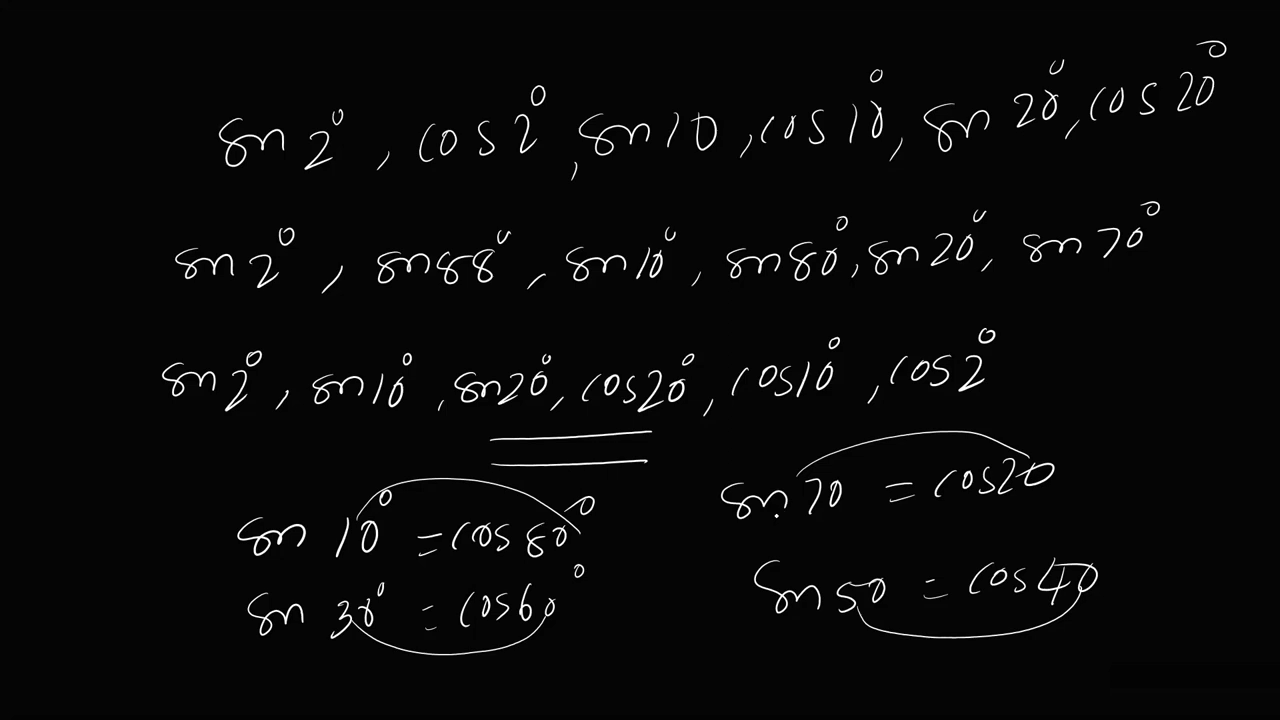 sin 2°, cos 2°, sin 10, cos 10°, sin 20°, cos 20°
sin 2°, sin 88°, sin 10°, sin 80°, sin 20°, sin 70°
sin 2°, sin 10°, sin 20°, cos 20°, cos 10°, cos 2°
sin 10° = cos 80°
sin 30° = cos 60°
sin 70 = cos 20
sin 50 = cos 40